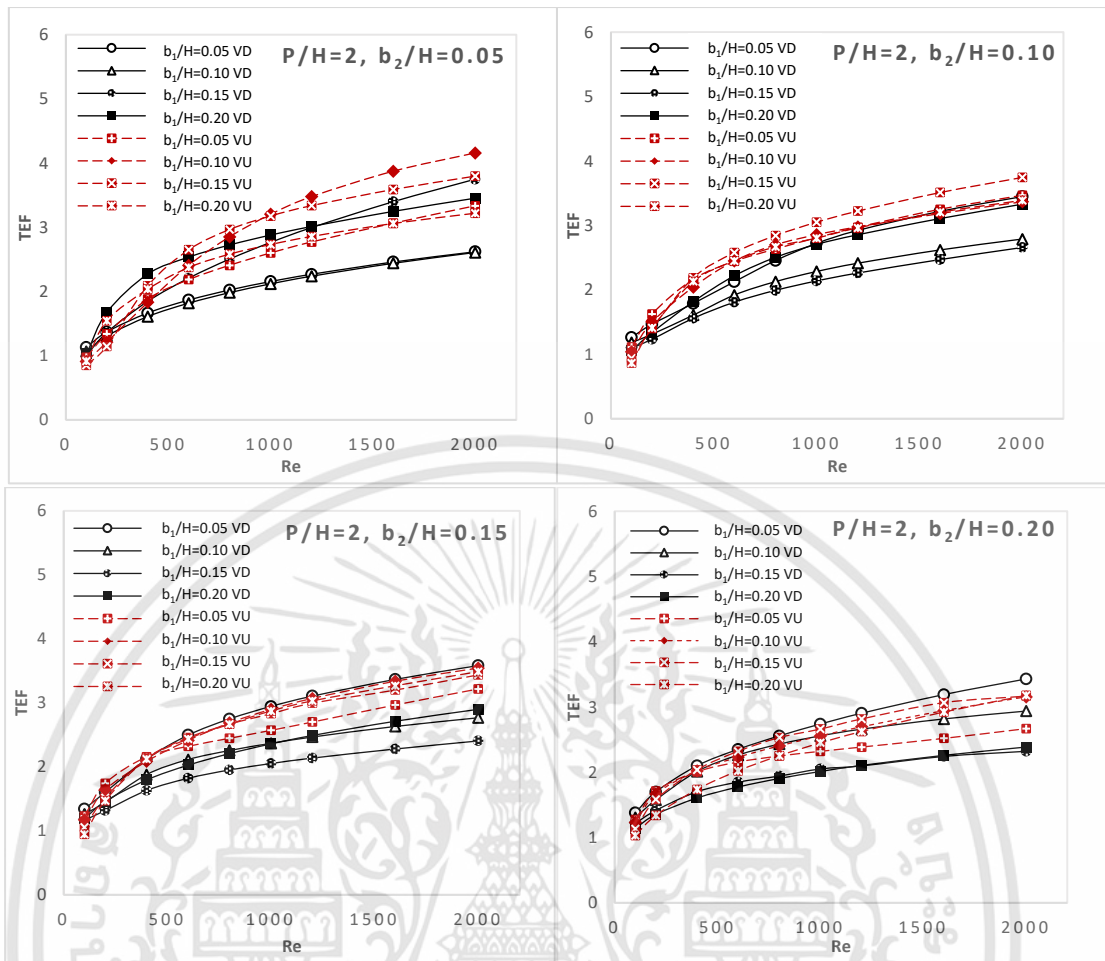 P/H=2, b₂/H=0.05
6
5
4
3
2
1
0
TEF
b₁/H=0.05 VD
b₁/H=0.10 VD
b₁/H=0.15 VD
b₁/H=0.20 VD
b₁/H=0.05 VU
b₁/H=0.10 VU
b₁/H=0.15 VU
b₁/H=0.20 VU
0 500 1000 1500 2000
Re
P/H=2, b₂/H=0.10
6
5
4
3
2
1
0
TEF
b₁/H=0.05 VD
b₁/H=0.10 VD
b₁/H=0.15 VD
b₁/H=0.20 VD
b₁/H=0.05 VU
b₁/H=0.10 VU
b₁/H=0.15 VU
b₁/H=0.20 VU
0 500 1000 1500 2000
Re
P/H=2, b₂/H=0.15
6
5
4
3
2
1
0
TEF
b₁/H=0.05 VD
b₁/H=0.10 VD
b₁/H=0.15 VD
b₁/H=0.20 VD
b₁/H=0.05 VU
b₁/H=0.10 VU
b₁/H=0.15 VU
b₁/H=0.20 VU
0 500 1000 1500 2000
Re
P/H=2, b₂/H=0.20
6
5
4
3
2
1
0
TEF
b₁/H=0.05 VD
b₁/H=0.10 VD
b₁/H=0.15 VD
b₁/H=0.20 VD
b₁/H=0.05 VU
b₁/H=0.10 VU
b₁/H=0.15 VU
b₁/H=0.20 VU
0 500 1000 1500 2000
Re